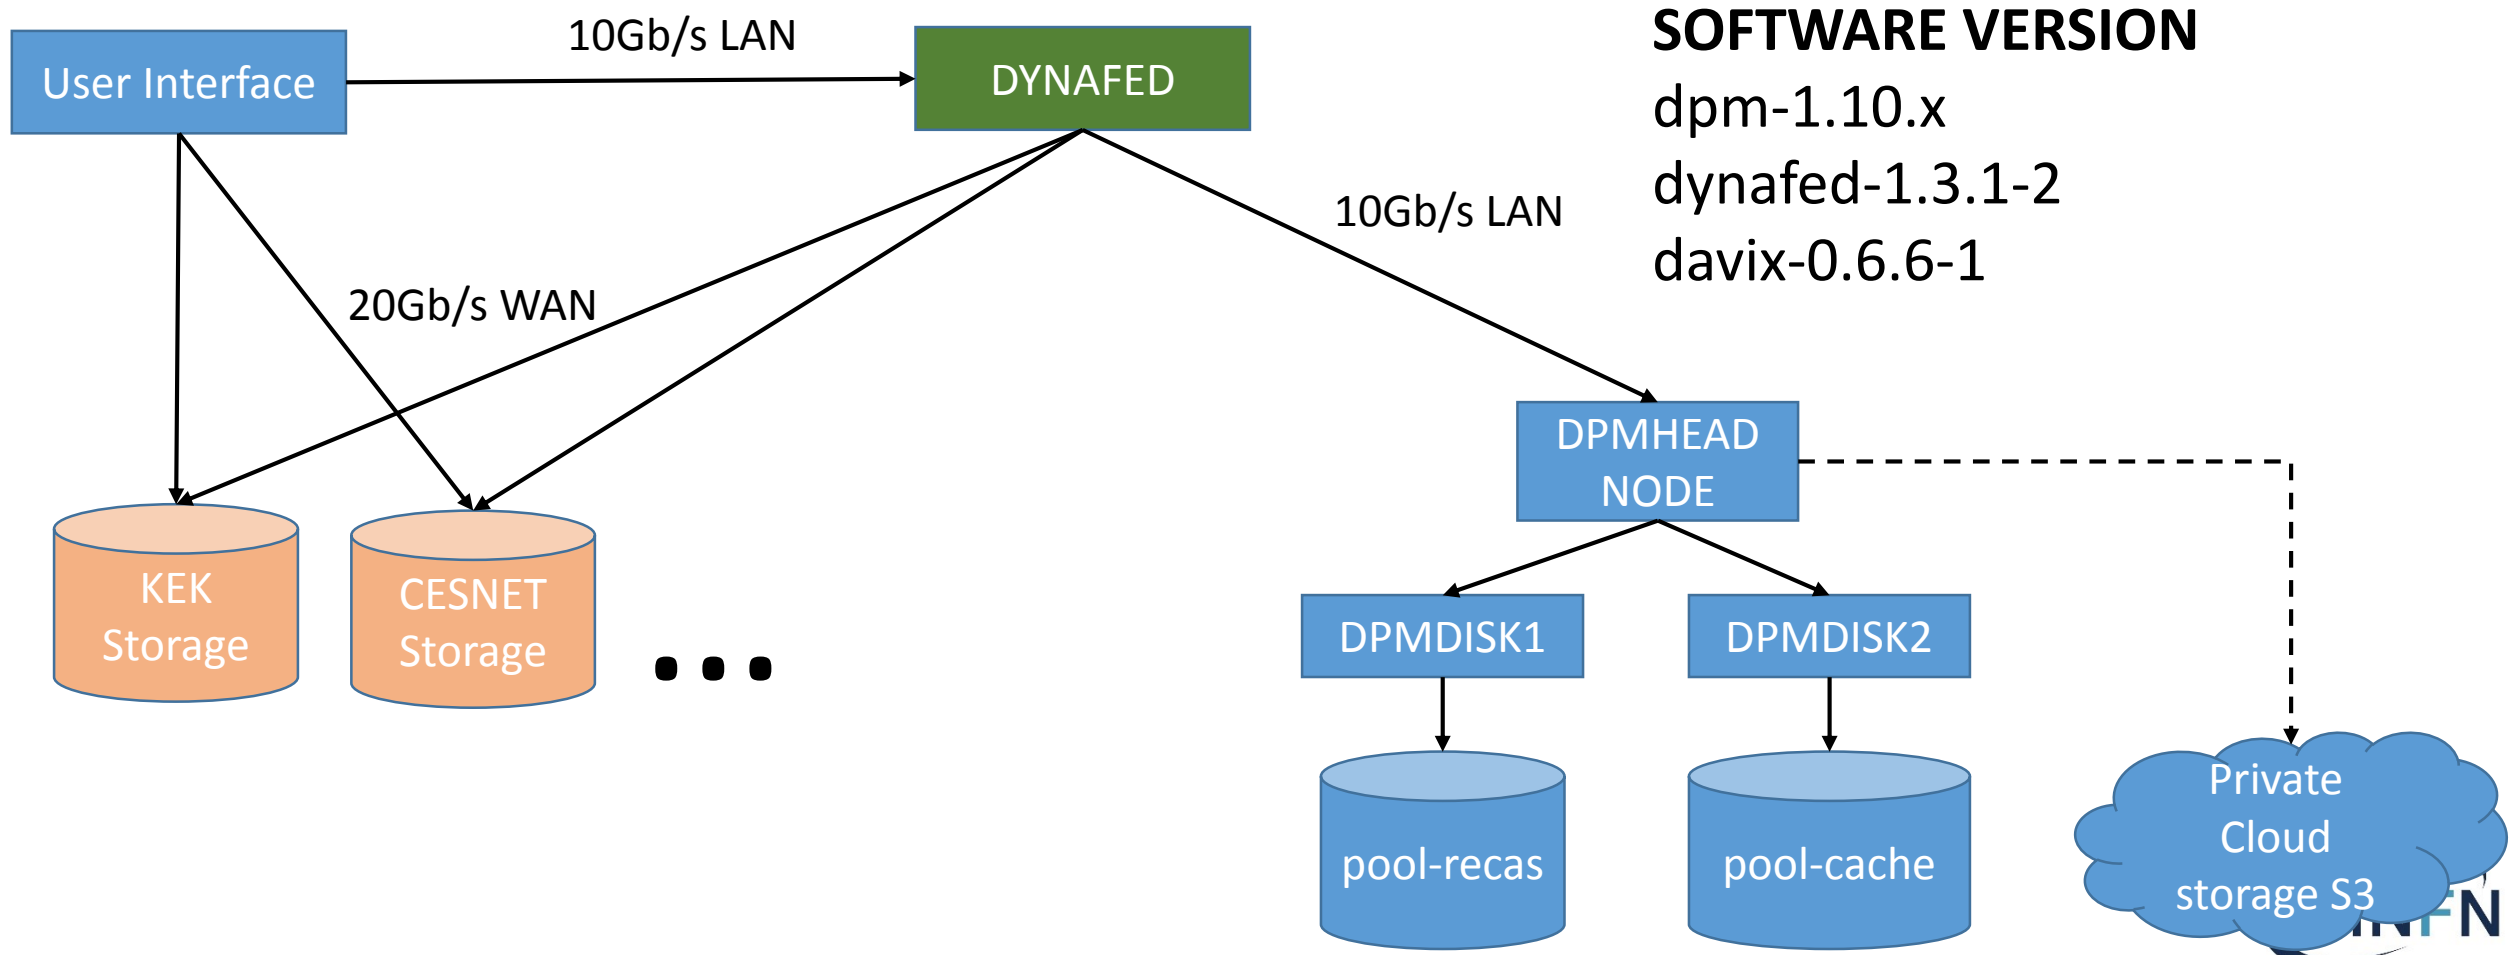 User Interface
10Gb/s LAN
DYNAFED
SOFTWARE VERSION
dpm-1.10.x
dynafed-1.3.1-2
davix-0.6.6-1
10Gb/s LAN
20Gb/s WAN
DPMHEAD
NODE
KEK
Storage
CESNET
Storage
...
DPMDISK1
DPMDISK2
pool-recas
pool-cache
Private
Cloud
storage S3
INFN